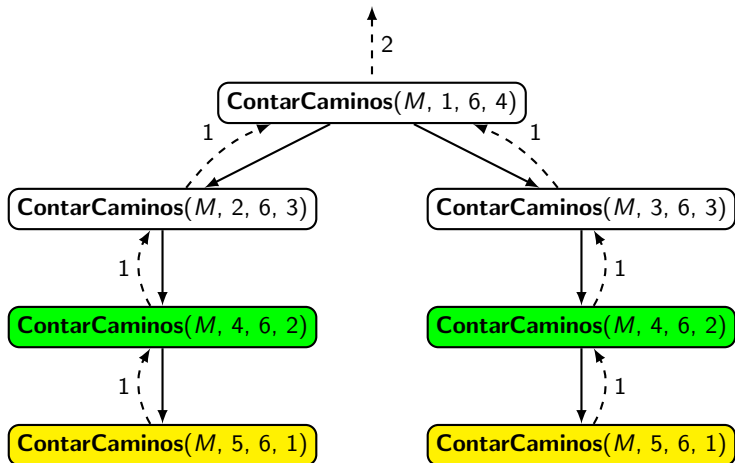 2
ContarCaminos(M, 1, 6, 4)
1 1
ContarCaminos(M, 2, 6, 3) ContarCaminos(M, 3, 6, 3)
1 1
ContarCaminos(M, 4, 6, 2) ContarCaminos(M, 4, 6, 2)
1 1
ContarCaminos(M, 5, 6, 1) ContarCaminos(M, 5, 6, 1)